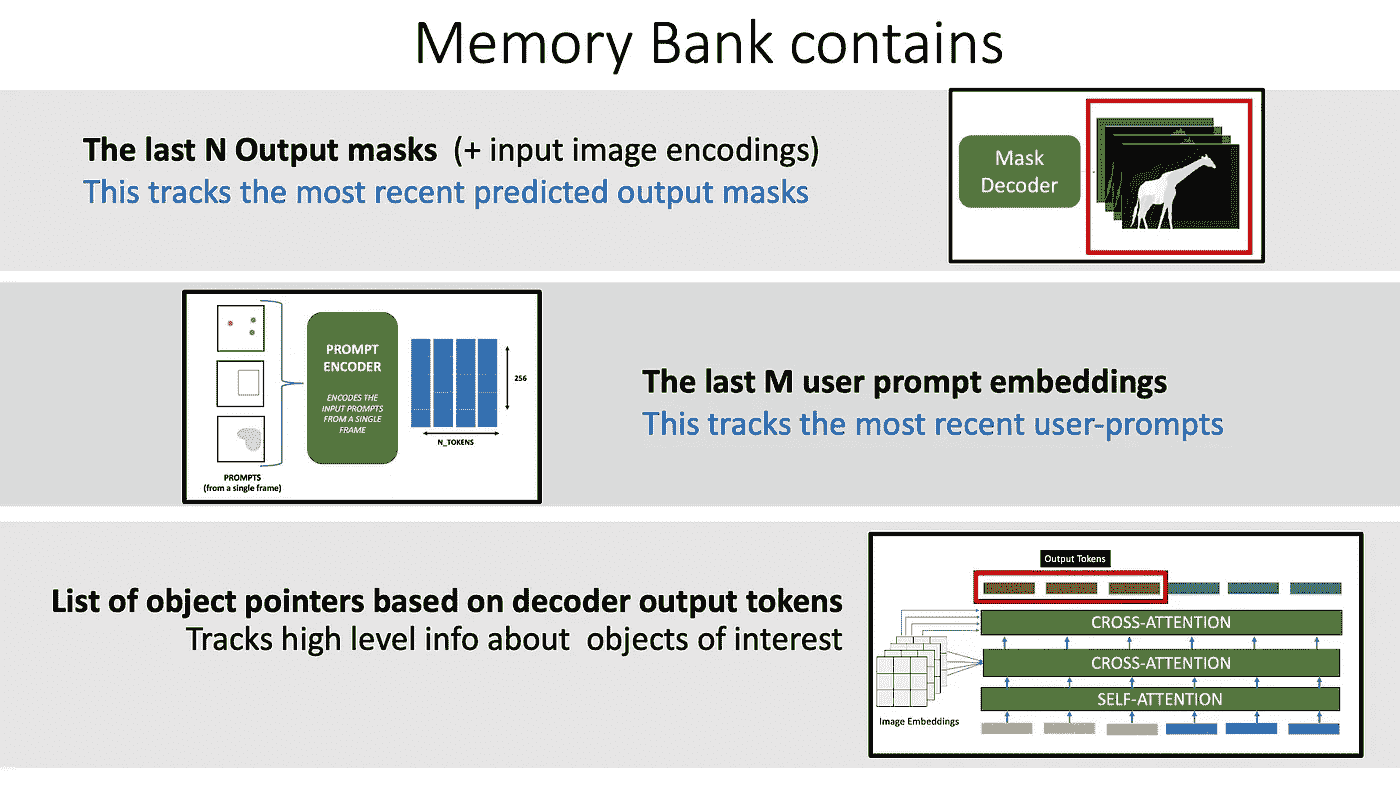 Memory Bank contains
The last N Output masks (+ input image encodings)
This tracks the most recent predicted output masks
Mask
Decoder
PROMPT
ENCODER
ENCODES THE
INPUT PROMPTS
FROM A SINGLE
FRAME
256
N_TOKENS
PROMPTS
(from a single frame)
The last M user prompt embeddings
This tracks the most recent user-prompts
List of object pointers based on decoder output tokens
Tracks high level info about objects of interest
Output Tokens
CROSS-ATTENTION
CROSS-ATTENTION
SELF-ATTENTION
Image Embeddings